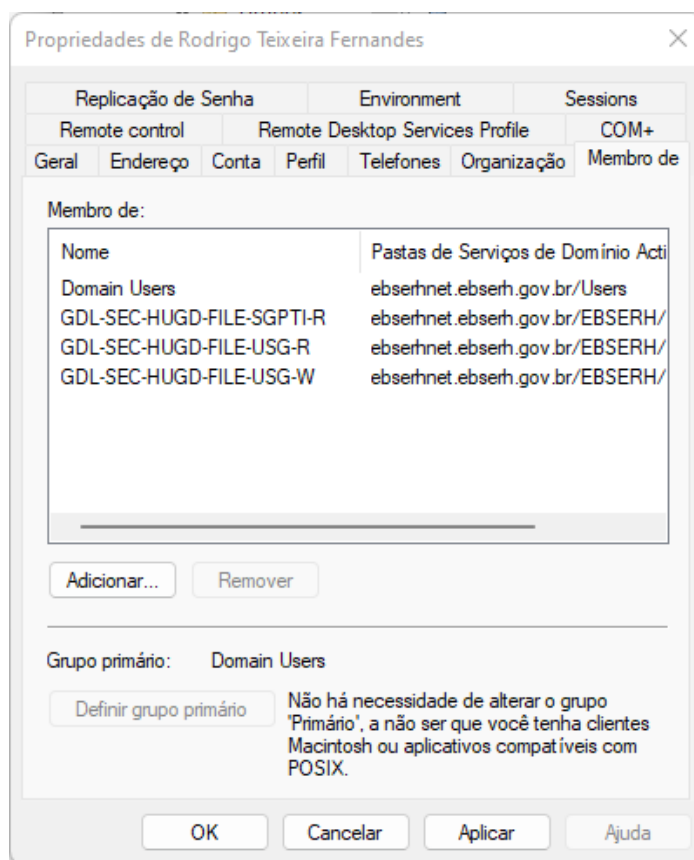 Propriedades de Rodrigo Teixeira Fernandes
Replicação de Senha Environment Sessions
Remote control Remote Desktop Services Profile COM+
Geral Endereço Conta Perfil Telefones Organização Membro de
Membro de:
Nome Pastas de Serviços de Domínio Acti
Domain Users ebserhnet.ebserh.gov.br/Users
GDL-SEC-HUGD-FILE-SGPTI-R ebserhnet.ebserh.gov.br/EBSERH/
GDL-SEC-HUGD-FILE-USG-R ebserhnet.ebserh.gov.br/EBSERH/
GDL-SEC-HUGD-FILE-USG-W ebserhnet.ebserh.gov.br/EBSERH/
Adicionar... Remover
Grupo primário: Domain Users
Definir grupo primário
Não há necessidade de alterar o grupo
"Primário", a não ser que você tenha clientes
Macintosh ou aplicativos compatíveis com
POSIX.
OK Cancelar Aplicar Ajuda